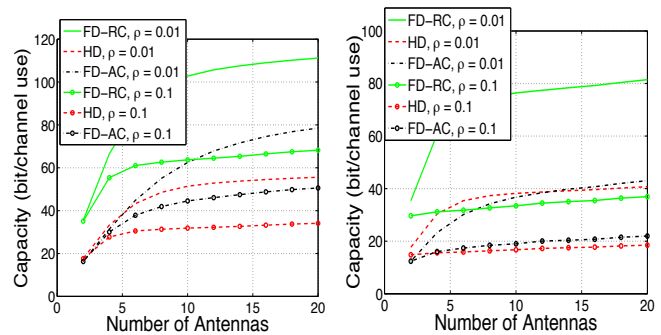 FD-RC, ρ = 0.01
HD, ρ = 0.01
FD-AC, ρ = 0.01
FD-RC, ρ = 0.1
HD, ρ = 0.1
FD-AC, ρ = 0.1
120
100
80
60
40
20
0
0 5 10 15 20
Capacity (bit/channel use)
Number of Antennas
FD-RC, ρ = 0.01
HD, ρ = 0.01
FD-AC, ρ = 0.01
FD-RC, ρ = 0.1
HD, ρ = 0.1
FD-AC, ρ = 0.1
100
80
60
40
20
0
0 5 10 15 20
Capacity (bit/channel use)
Number of Antennas